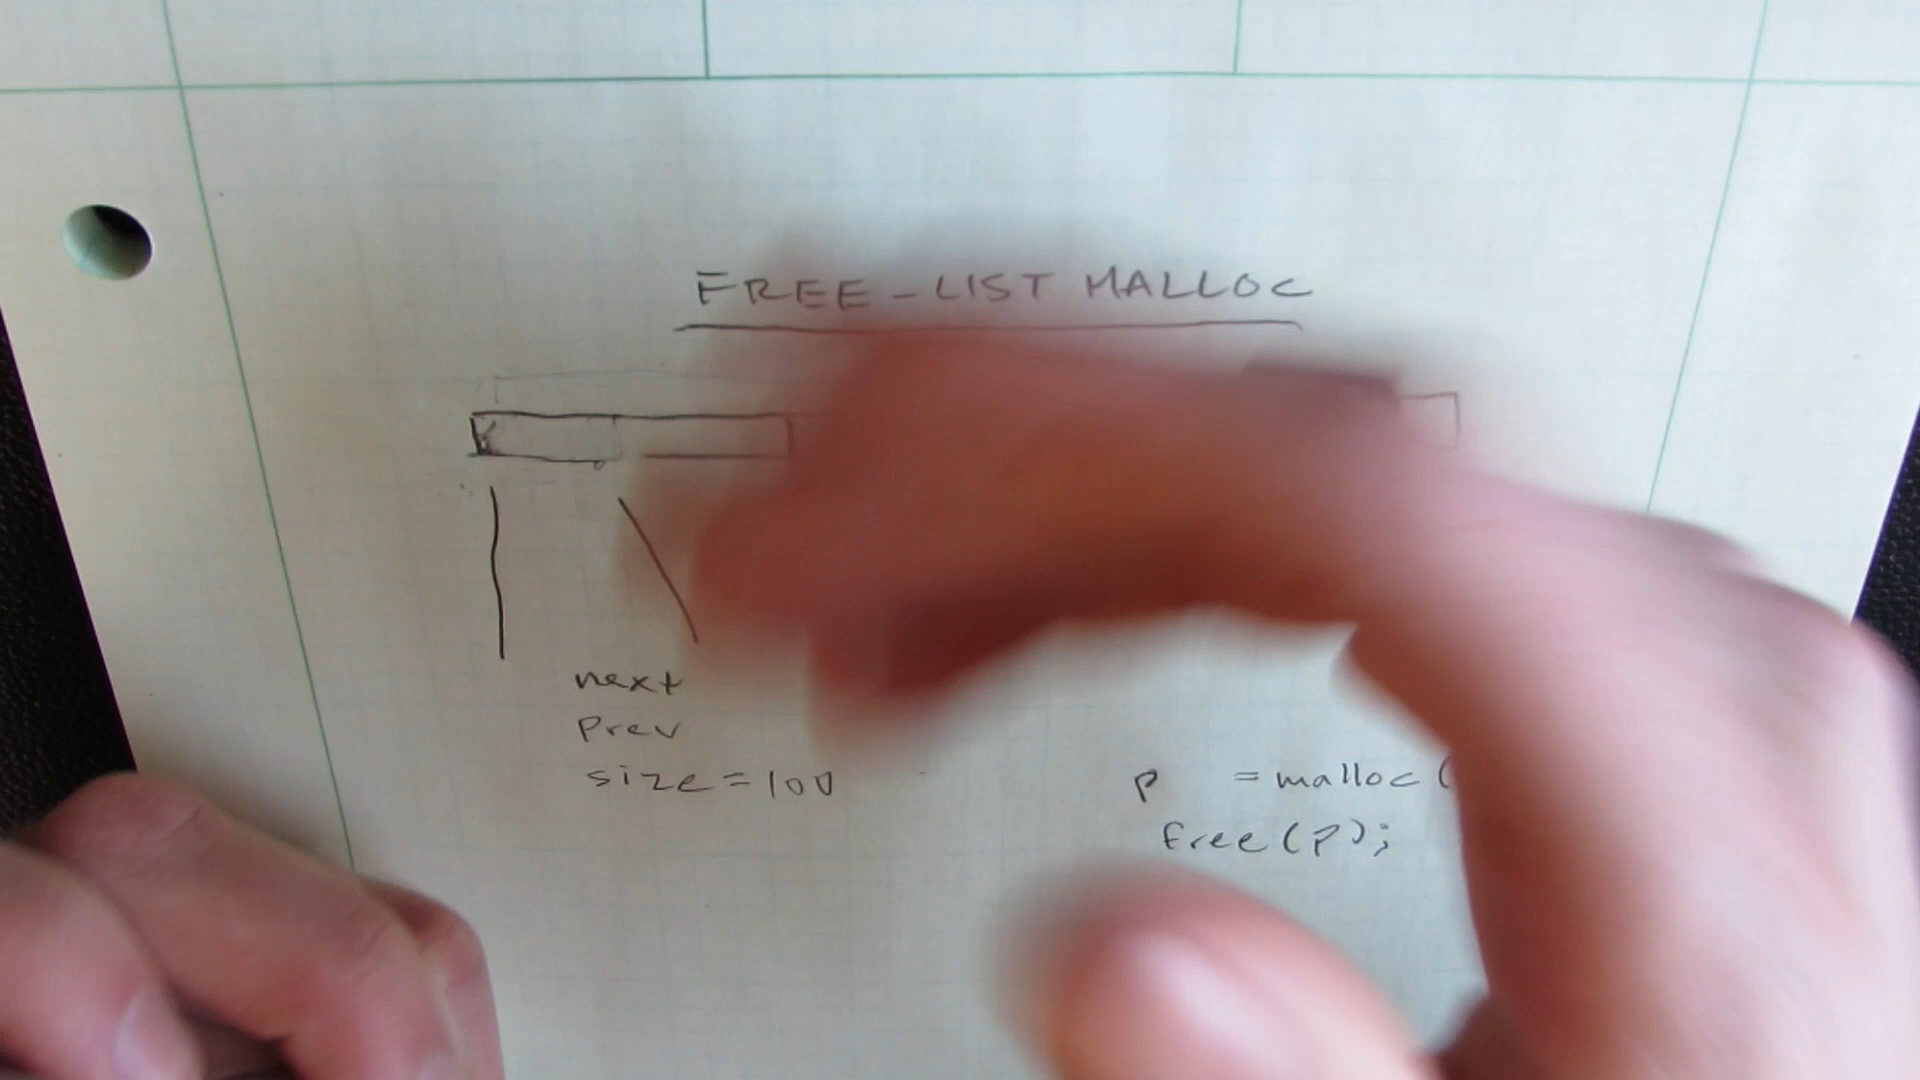 FREE-LIST MALLOC
next
prev
size=100
p = malloc (
free(p);